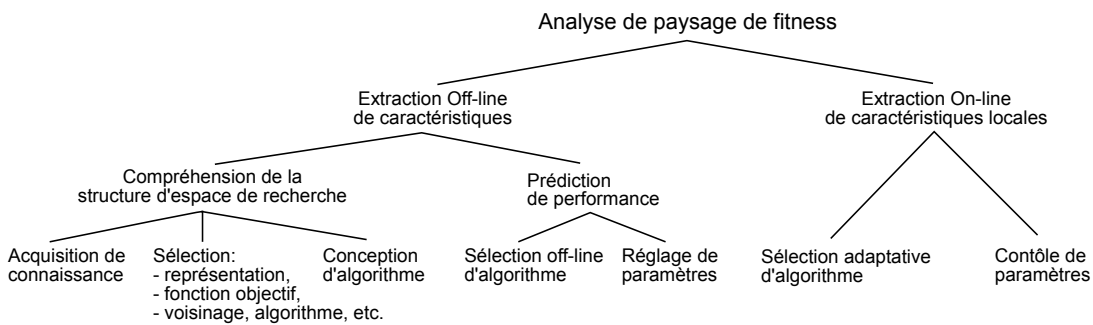 Analyse de paysage de fitness
Extraction Off-line
de caractéristiques
Extraction On-line
de caractéristiques locales
Compréhension de la
structure d'espace de recherche
Prédiction
de performance
Acquisition de
connaissance
Sélection:
- représentation,
- fonction objectif,
- voisinage, algorithme, etc.
Conception
d'algorithme
Sélection off-line
d'algorithme
Réglage de
paramètres
Sélection adaptative
d'algorithme
Contôle de
paramètres